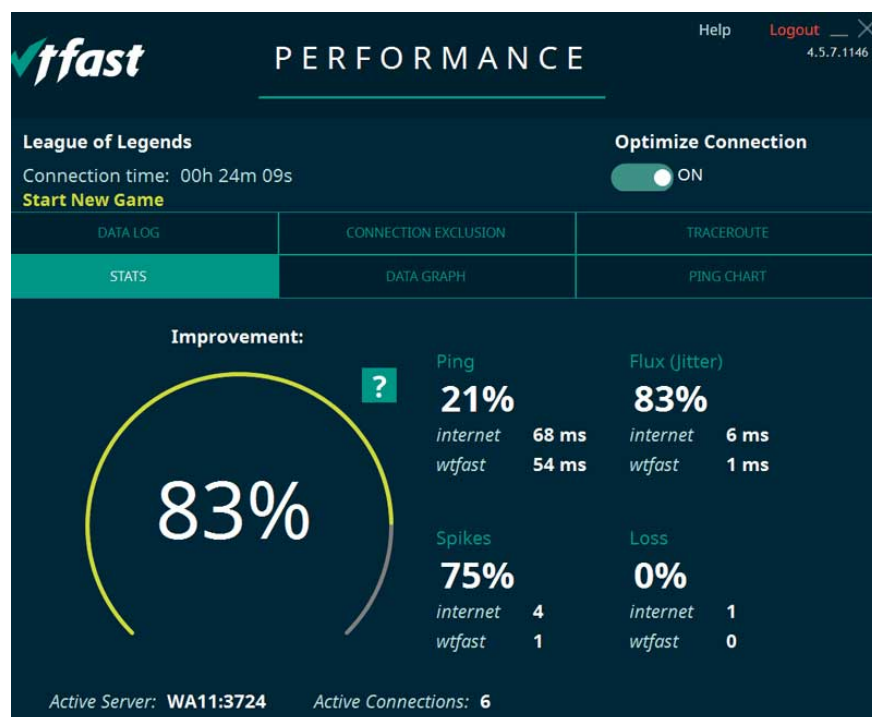 wtfast
PERFORMANCE
Help
Logout
4.5.7.1146
League of Legends
Connection time: 00h 24m 09s
Start New Game
Optimize Connection
ON
DATA LOG
CONNECTION EXCLUSION
TRACEROUTE
STATS
DATA GRAPH
PING CHART
Improvement:
?
83%
Ping
21%
internet 68 ms
wtfast 54 ms
Flux (Jitter)
83%
internet 6 ms
wtfast 1 ms
Spikes
75%
internet 4
wtfast 1
Loss
0%
internet 1
wtfast 0
Active Server: WA11:3724
Active Connections: 6